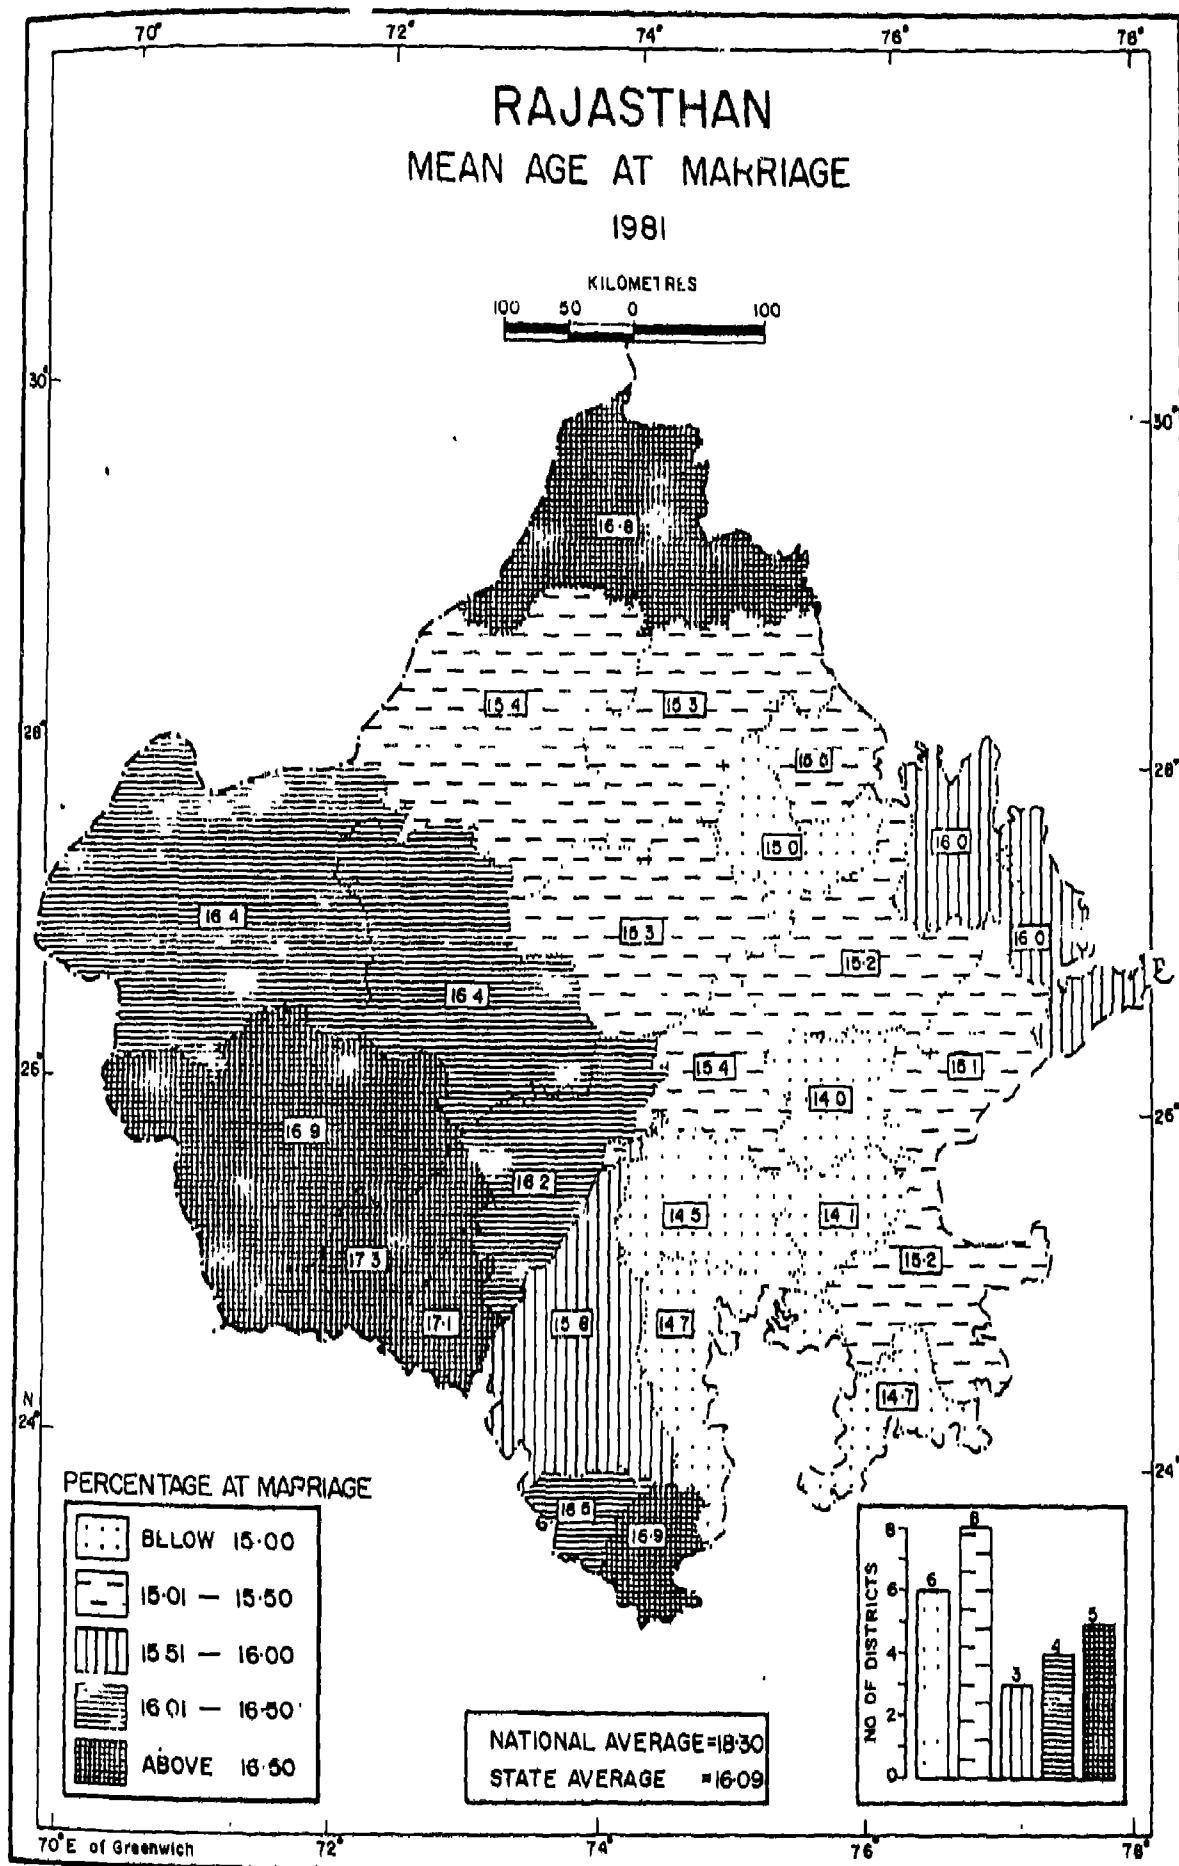 70° 72° 74° 76° 78°
RAJASTHAN
MEAN AGE AT MARRIAGE
1981
KILOMETRES
100 50 0 100
30° 30°
16·8
15 4 15 3
28° 28°
15 0 16 0
16 4 15 3 16 0
15·2
16 4
26° 15 4 15 1
14 0 26°
16 9
16·2 14·5 14·1
17 3 15·2
17·1 15 8 14·7
14·7
N
24° 24°
16·9
PERCENTAGE AT MARRIAGE
BELOW 15·00
15·01 — 15·50
15 51 — 16·00
16 01 — 16·50
ABOVE 16·50
NATIONAL AVERAGE=18·30
STATE AVERAGE =16·09
NO OF DISTRICTS
8
6
4
2
0
6 8 3 4 5
70° E of Greenwich 72° 74° 76° 78°